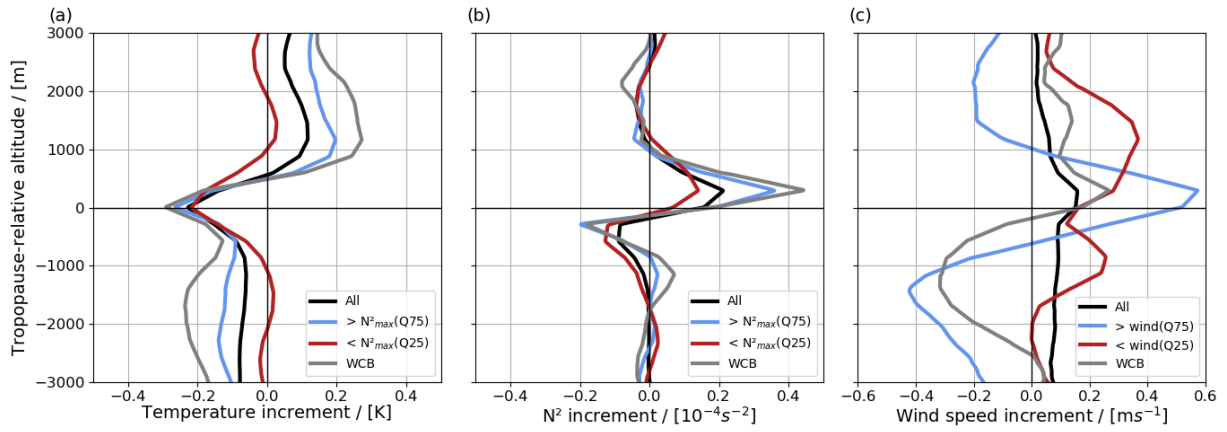 (a)
(b)
(c)
Tropopause-relative altitude / [m]
3000
2000
1000
0
−1000
−2000
−3000
All
> N²max(Q75)
< N²max(Q25)
WCB
−0.4 −0.2 0.0 0.2 0.4
Temperature increment / [K]
All
> N²max(Q75)
< N²max(Q25)
WCB
−0.4 −0.2 0.0 0.2 0.4
N² increment / [10⁻⁴s⁻²]
All
> wind(Q75)
< wind(Q25)
WCB
−0.6 −0.4 −0.2 0.0 0.2 0.4 0.6
Wind speed increment / [ms⁻¹]